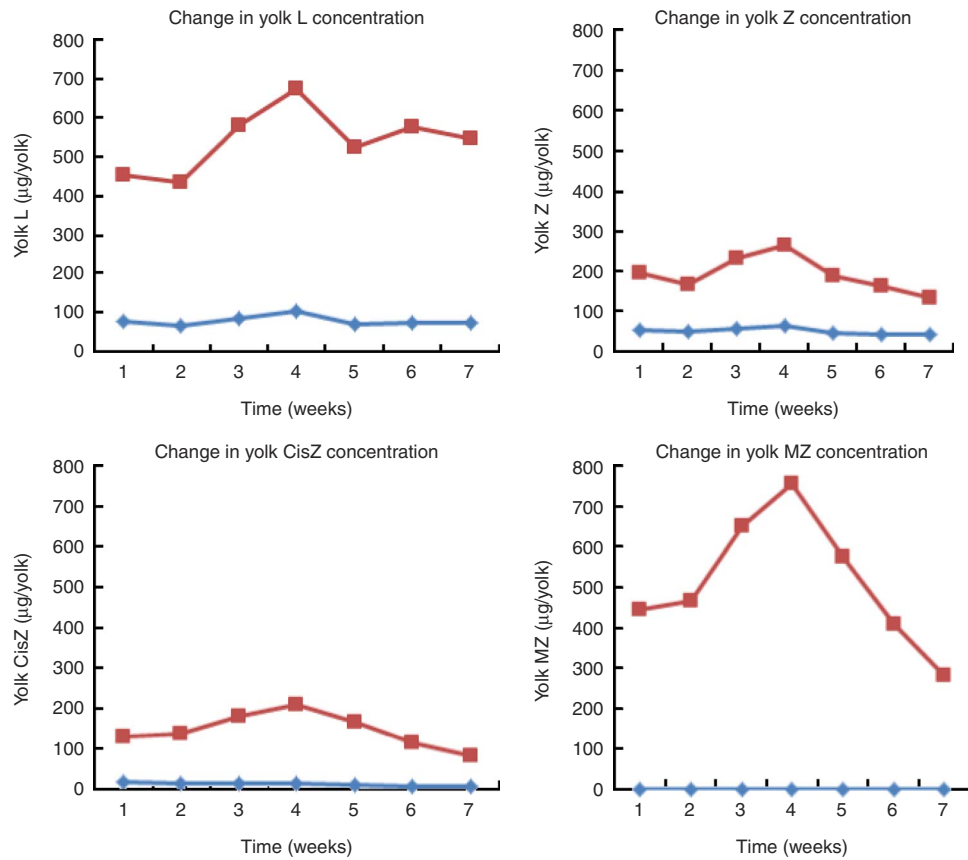 Change in yolk L concentration
800
700
600
500
400
300
200
100
0
Yolk L (µg/yolk)
1 2 3 4 5 6 7
Time (weeks)
Change in yolk Z concentration
800
700
600
500
400
300
200
100
0
Yolk Z (µg/yolk)
1 2 3 4 5 6 7
Time (weeks)
Change in yolk CisZ concentration
800
700
600
500
400
300
200
100
0
Yolk CisZ (µg/yolk)
1 2 3 4 5 6 7
Time (weeks)
Change in yolk MZ concentration
800
700
600
500
400
300
200
100
0
Yolk MZ (µg/yolk)
1 2 3 4 5 6 7
Time (weeks)